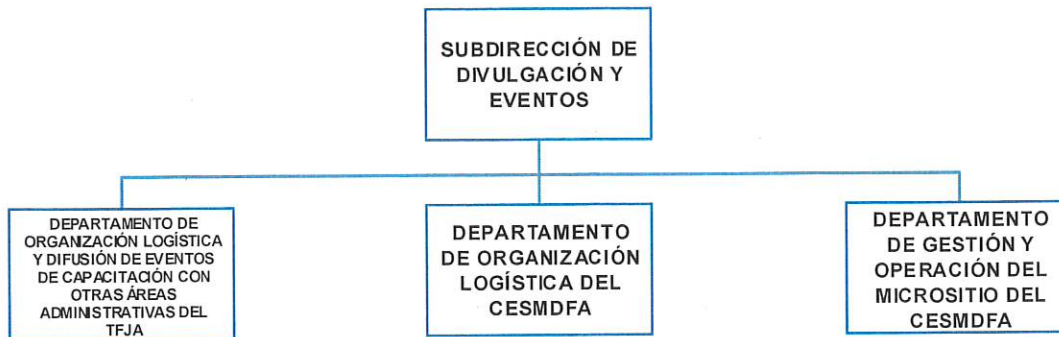 SUBDIRECCIÓN DE
DIVULGACIÓN Y
EVENTOS
DEPARTAMENTO DE
ORGANIZACIÓN LOGÍSTICA
Y DIFUSIÓN DE EVENTOS
DE CAPACITACIÓN CON
OTRAS ÁREAS
ADMINISTRATIVAS DEL
TFJA
DEPARTAMENTO
DE ORGANIZACIÓN
LOGÍSTICA DEL
CESMDFA
DEPARTAMENTO
DE GESTIÓN Y
OPERACIÓN DEL
MICROSITIO DEL
CESMDFA